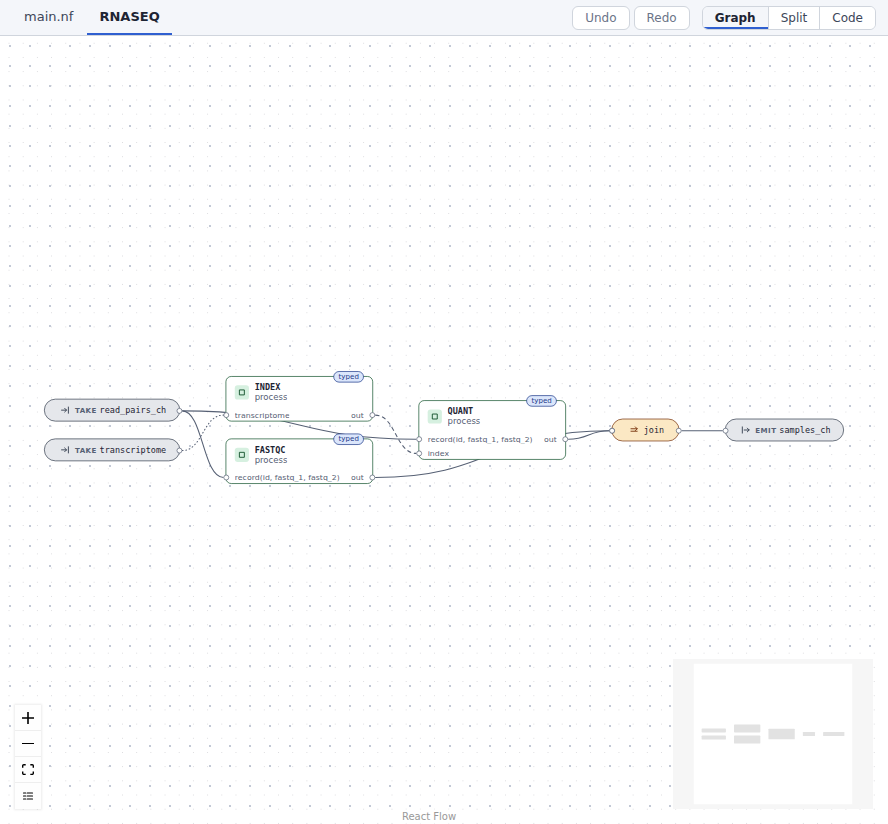 main.nf RNASEQ Undo Redo Graph Split Code
typed
INDEX
process
transcriptome out
TAKE read_pairs_ch
TAKE transcriptome
typed
FASTQC
process
record(id, fastq_1, fastq_2) out
typed
QUANT
process
record(id, fastq_1, fastq_2) out
index
join
EMIT samples_ch
React Flow